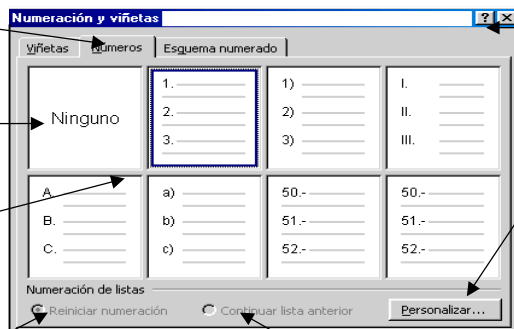 Numeración y viñetas
Viñetas Números Esquema numerado
Ninguno
1.
2.
3.
1)
2)
3)
I.
II.
III.
A.
B.
C.
a)
b)
c)
50.-
51.-
52.-
50.-
51.-
52.-
Numeración de listas
Reiniciar numeración Continuar lista anterior Personalizar...